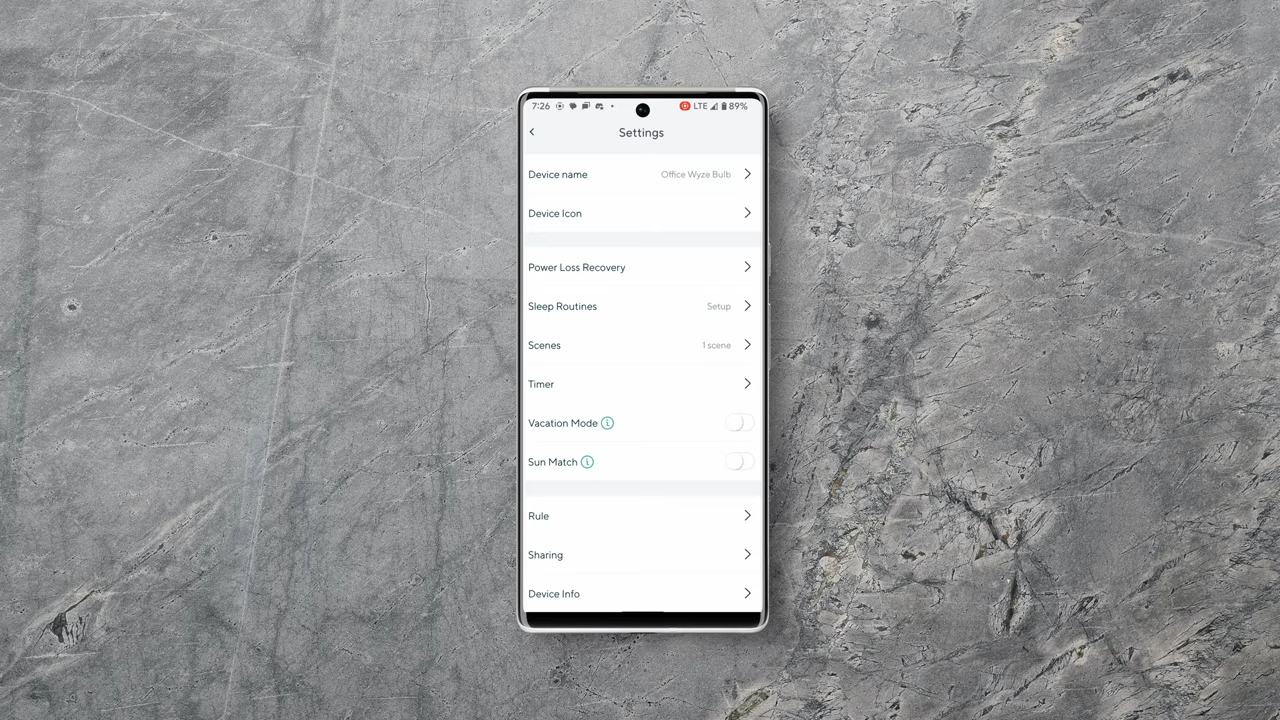 7:26 LTE 89%
Settings
Device name Office Wyze Bulb
Device Icon
Power Loss Recovery
Sleep Routines Setup
Scenes 1 scene
Timer
Vacation Mode
Sun Match
Rule
Sharing
Device Info